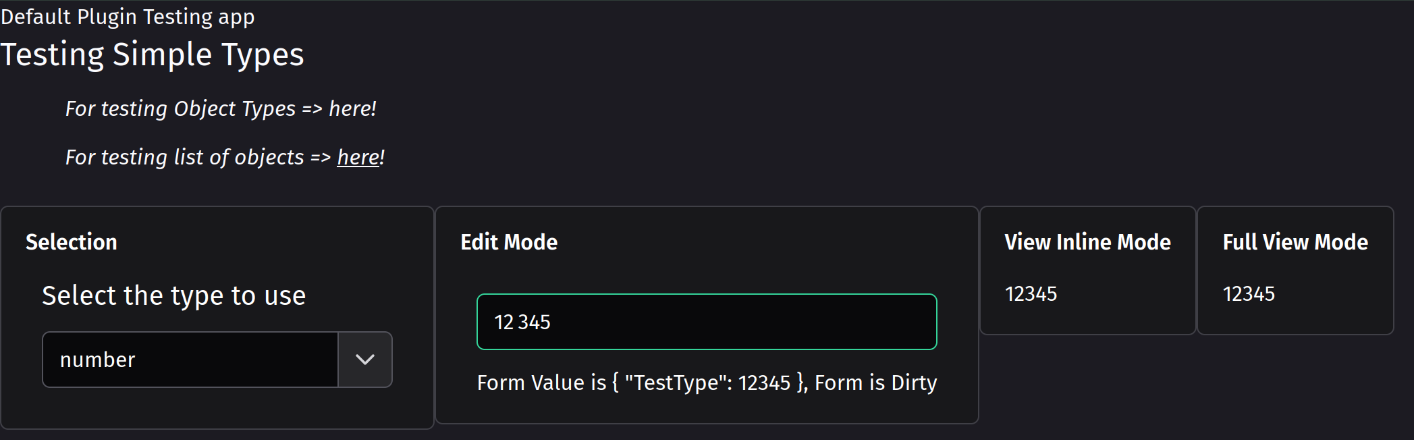 Default Plugin Testing app
Testing Simple Types
For testing Object Types => here!
For testing list of objects => here!
Selection
Select the type to use
number
Edit Mode
12 345
Form Value is { "TestType": 12345 }, Form is Dirty
View Inline Mode
12345
Full View Mode
12345